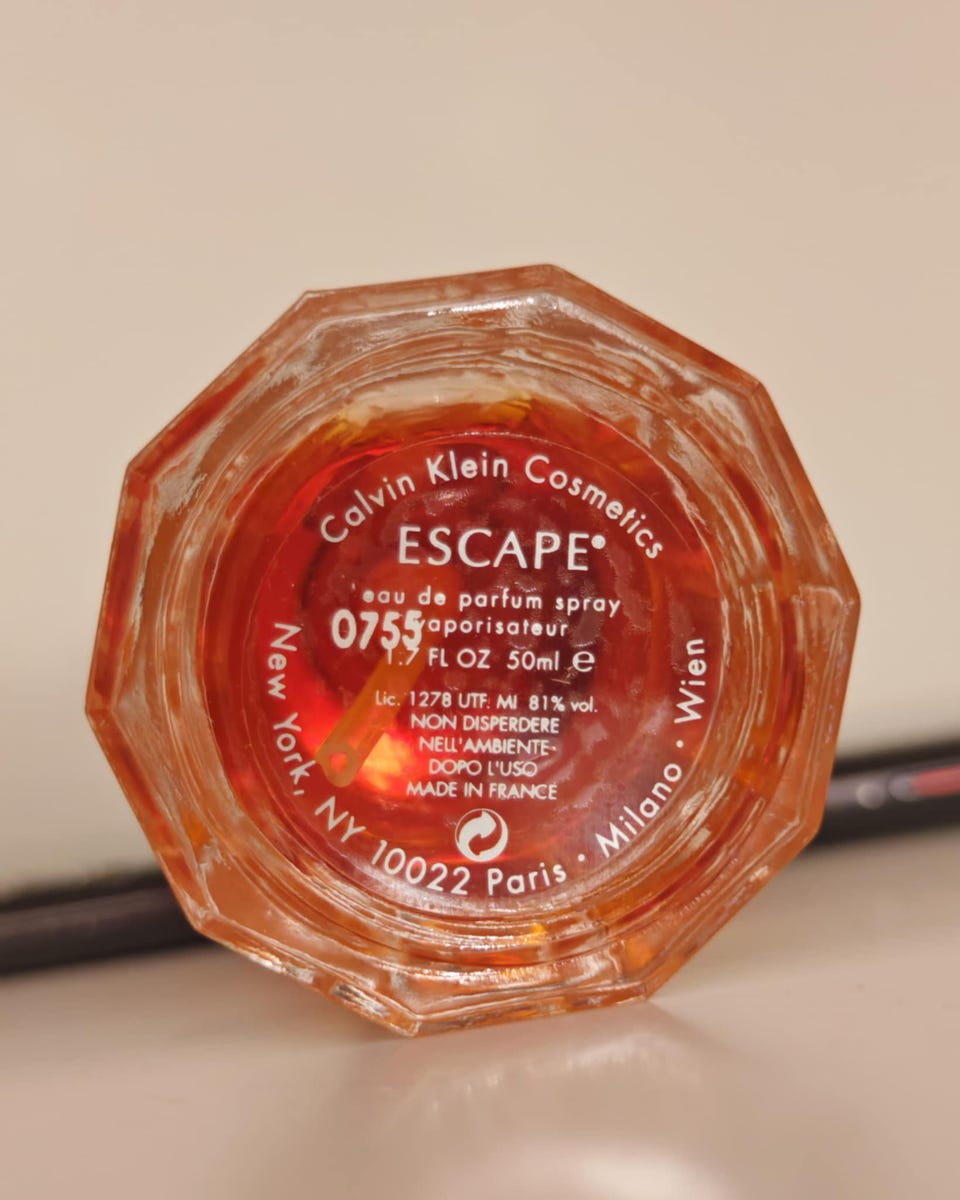 Calvin Klein Cosmetics
ESCAPE®
eau de parfum spray
0755
vaporisateur
1.7 FL OZ 50ml ℮
Lic. 1278 UTF. MI 81% vol.
NON DISPERDERE
NELL'AMBIENTE
DOPO L'USO
MADE IN FRANCE
New York, NY 10022 Paris • Milano • Wien